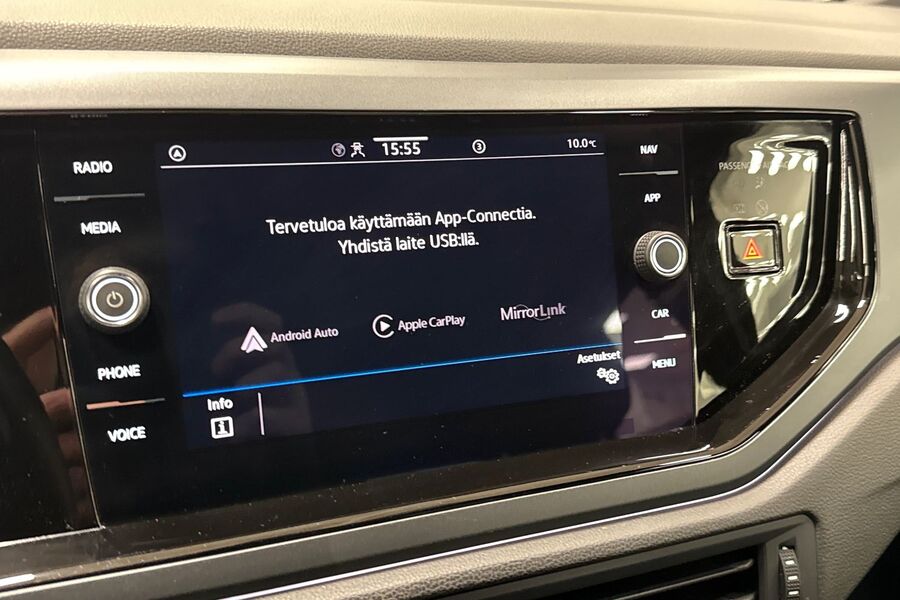 15:55
3
10.0°C
RADIO
NAV
MEDIA
APP
Tervetuloa käyttämään App-Connectia.
Yhdistä laite USB:llä.
Android Auto
Apple CarPlay
MirrorLink
CAR
PHONE
Asetukset
MENU
Info
VOICE